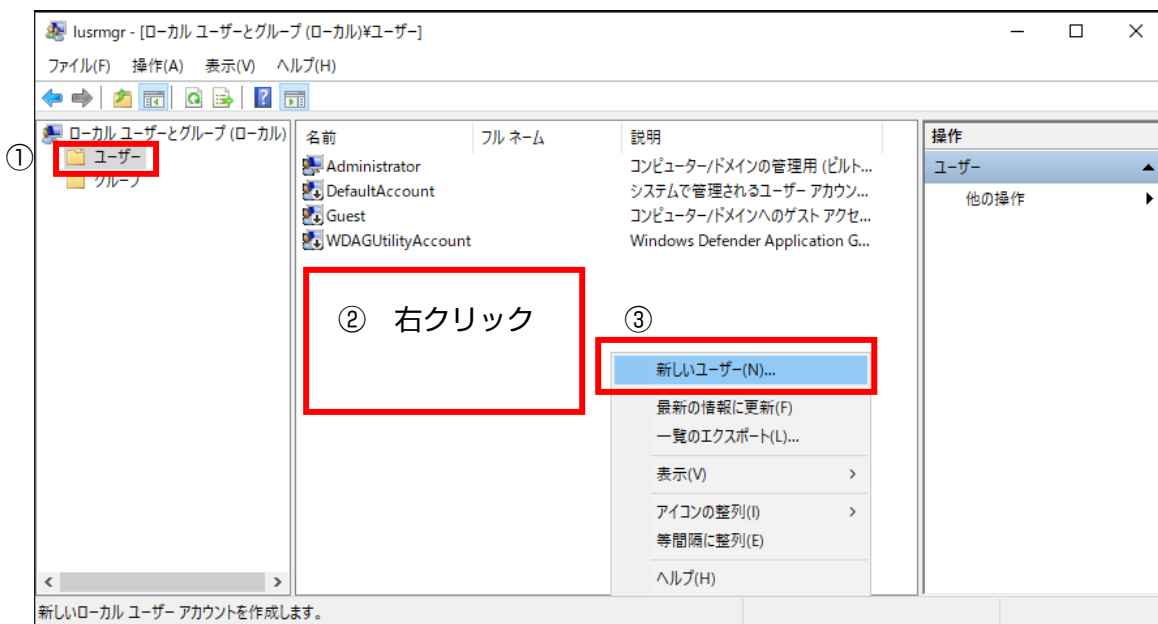 lusrmgr - [ローカル ユーザーとグループ (ローカル)¥ユーザー]
ファイル(F) 操作(A) 表示(V) ヘルプ(H)
ローカル ユーザーとグループ (ローカル)
① ユーザー
グループ
名前 フル ネーム 説明
Administrator コンピューター/ドメインの管理用 (ビルト...
DefaultAccount システムで管理されるユーザー アカウン...
Guest コンピューター/ドメインへのゲスト アクセ...
WDAGUtilityAccount Windows Defender Application G...
② 右クリック
③
新しいユーザー(N)...
最新の情報に更新(F)
一覧のエクスポート(L)...
表示(V)
アイコンの整列(I)
等間隔に整列(E)
ヘルプ(H)
操作
ユーザー
他の操作
新しいローカル ユーザー アカウントを作成します。